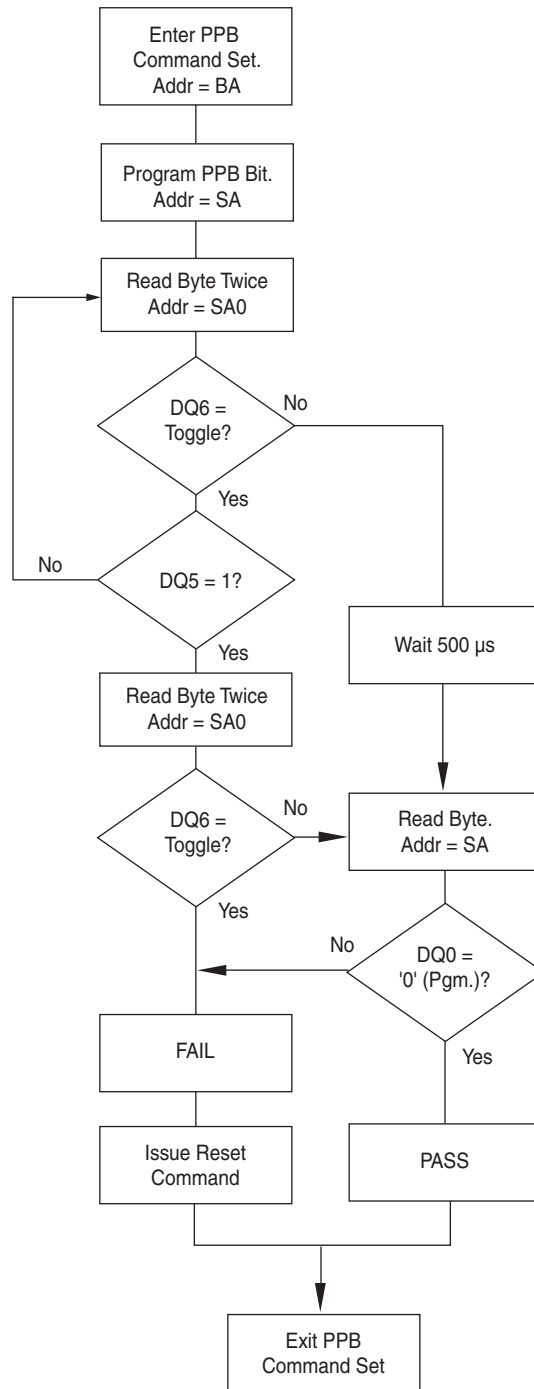 Enter PPB
Command Set.
Addr = BA
Program PPB Bit.
Addr = SA
Read Byte Twice
Addr = SA0
DQ6 =
Toggle?
No
Yes
DQ5 = 1?
No
Yes
Wait 500 µs
Read Byte Twice
Addr = SA0
DQ6 =
Toggle?
No
Yes
Read Byte.
Addr = SA
DQ0 =
'0' (Pgm.)?
No
Yes
FAIL
Issue Reset
Command
PASS
Exit PPB
Command Set